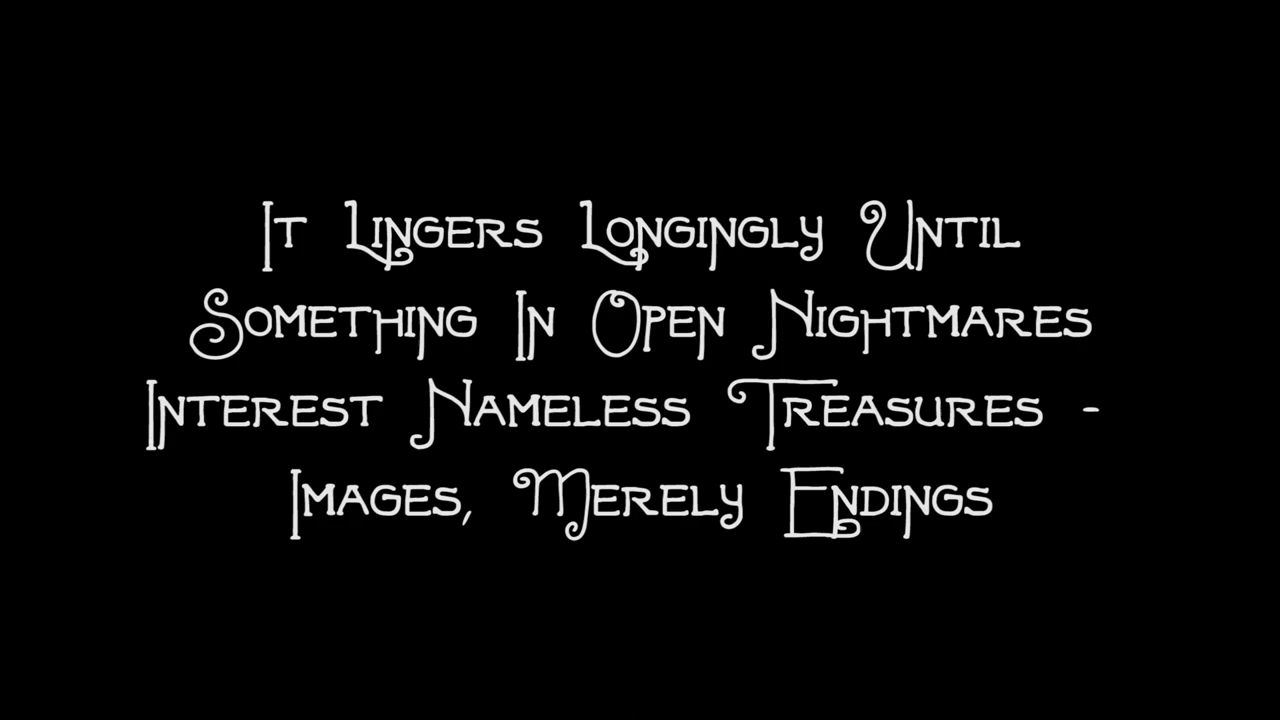 It Lingers Longingly Until
Something In Open Nightmares
Interest Nameless Treasures -
Images, Merely Endings